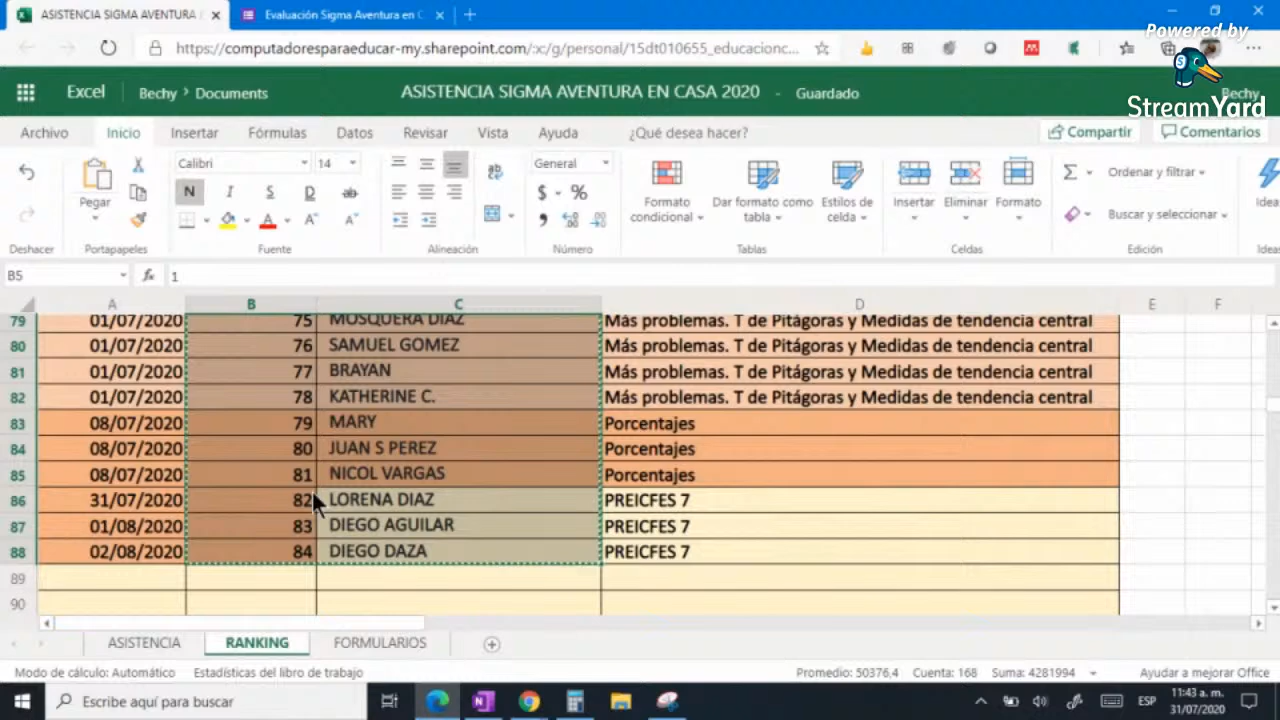 ASISTENCIA SIGMA AVENTURA
Evaluación Sigma Aventura en C
Powered by
https://computadoresparaeducar-my.sharepoint.com/:x:/g/personal/15dt010655_educacionc...
StreamYard
Excel
Bechy > Documents
ASISTENCIA SIGMA AVENTURA EN CASA 2020 - Guardado
Bechy
Archivo Inicio Insertar Fórmulas Datos Revisar Vista Ayuda ¿Qué desea hacer? Compartir Comentarios
Pegar
Calibri 14
N
General
$ %
Formato condicional
Dar formato como tabla
Estilos de celda
Insertar Eliminar Formato
Ordenar y filtrar
Buscar y seleccionar
Idea
Deshacer Portapapeles Fuente Alineación Número Tablas Celdas Edición Ideas
B5 fx 1
A B C D E F
79 01/07/2020 75 MOSQUERA DIAZ Más problemas. T de Pitágoras y Medidas de tendencia central
80 01/07/2020 76 SAMUEL GOMEZ Más problemas. T de Pitágoras y Medidas de tendencia central
81 01/07/2020 77 BRAYAN Más problemas. T de Pitágoras y Medidas de tendencia central
82 01/07/2020 78 KATHERINE C. Más problemas. T de Pitágoras y Medidas de tendencia central
83 08/07/2020 79 MARY Porcentajes
84 08/07/2020 80 JUAN S PEREZ Porcentajes
85 08/07/2020 81 NICOL VARGAS Porcentajes
86 31/07/2020 82 LORENA DIAZ PREICFES 7
87 01/08/2020 83 DIEGO AGUILAR PREICFES 7
88 02/08/2020 84 DIEGO DAZA PREICFES 7
89
90
ASISTENCIA RANKING FORMULARIOS
Modo de cálculo: Automático Estadísticas del libro de trabajo Promedio: 50376,4 Cuenta: 168 Suma: 4281994 Ayudar a mejorar Office
Escribe aquí para buscar
ESP
11:43 a. m.
31/07/2020